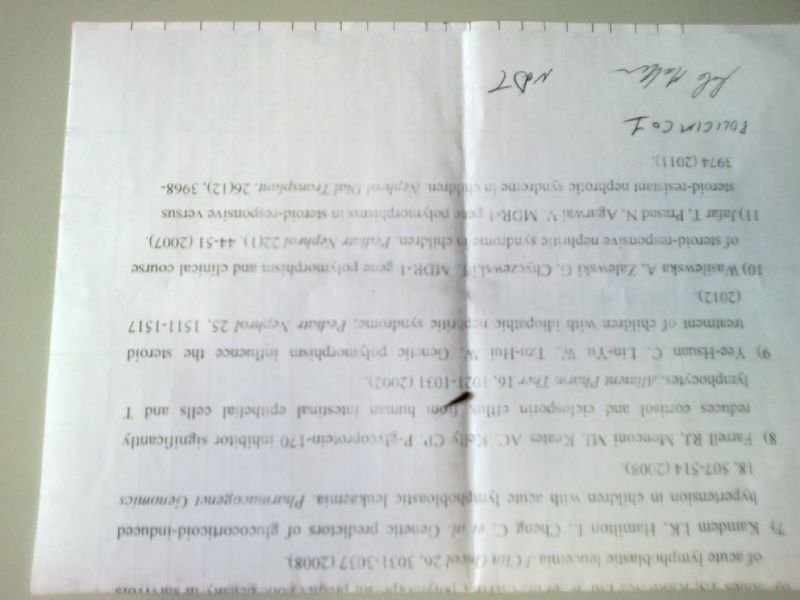 of acute lymphoblastic leucemia. J Clin Oncol 26, 3031-3037 (2008).
7) Kamdem LK, Hamilton L, Cheng C, et al. Genetic predictors of glucocorticoid-induced
hypertension in children with acute lymphoblastic leukaemia. Pharmacogenet Genomics
18, 507-514 (2008).
8) Farrell RJ, Menconi MJ, Keates AC, Kelly CP. P-glycoprotein-170 inhibitor significantly
reduces cortisol and ciclosporin efflux from human intestinal epithelial cells and T
lymphocytes. Aliment Pharm Ther 16, 1021-1031 (2002).
9) Yee-Hsuan C. Lin-Yu W. Tzu-Hui W. Genetic polymorphism influence the steroid
treatment of children with idiopathic nephritic syndrome; Pediatr Nephrol 25, 1511-1517
(2012).
10) Wasilewska A, Zalewski G, Chyczewski L. MDR-1 gene polymorphism and clinical course
of steroid-responsive nephritic syndrome in children. Pediatr Nephrol 22(1), 44-51 (2007).
11) Jafar T, Prasad N, Agarwal V. MDR-1 gene polymorphisms in steroid-responsive versus
steroid-resistant nephrotic syndrome in children. Nephrol Dial Transplant. 26(12), 3968-
3974 (2011).